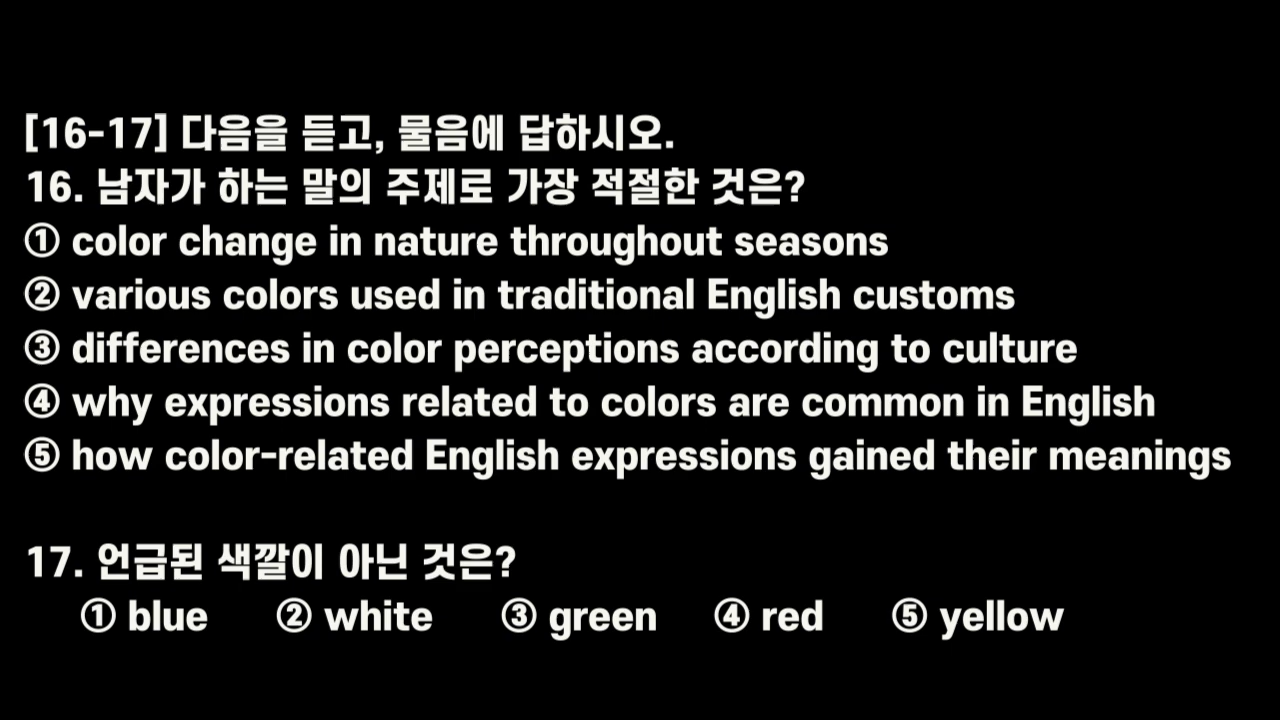 [16-17] 다음을 듣고, 물음에 답하시오.
16. 남자가 하는 말의 주제로 가장 적절한 것은?
① color change in nature throughout seasons
② various colors used in traditional English customs
③ differences in color perceptions according to culture
④ why expressions related to colors are common in English
⑤ how color-related English expressions gained their meanings
17. 언급된 색깔이 아닌 것은?
① blue ② white ③ green ④ red ⑤ yellow